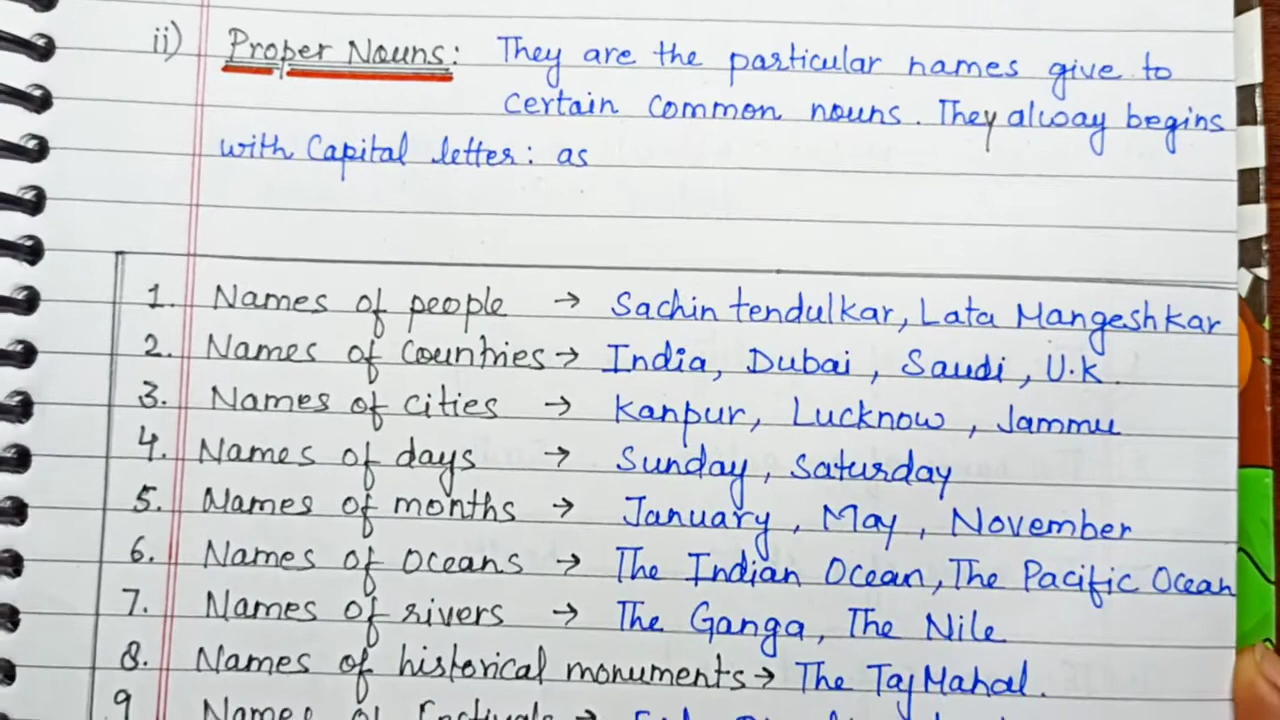 ii) Proper Nouns: They are the particular names give to
certain common nouns. They alway begins
with Capital letter: as
1. Names of people → Sachin tendulkar, Lata Mangeshkar
2. Names of Countries → India, Dubai, Saudi, U.K.
3. Names of cities → Kanpur, Lucknow, Jammu
4. Names of days → Sunday, Saturday
5. Names of months → January, May, November
6. Names of Oceans → The Indian Ocean, The Pacific Ocean
7. Names of rivers → The Ganga, The Nile
8. Names of historical monuments → The Taj Mahal.
9 Names of